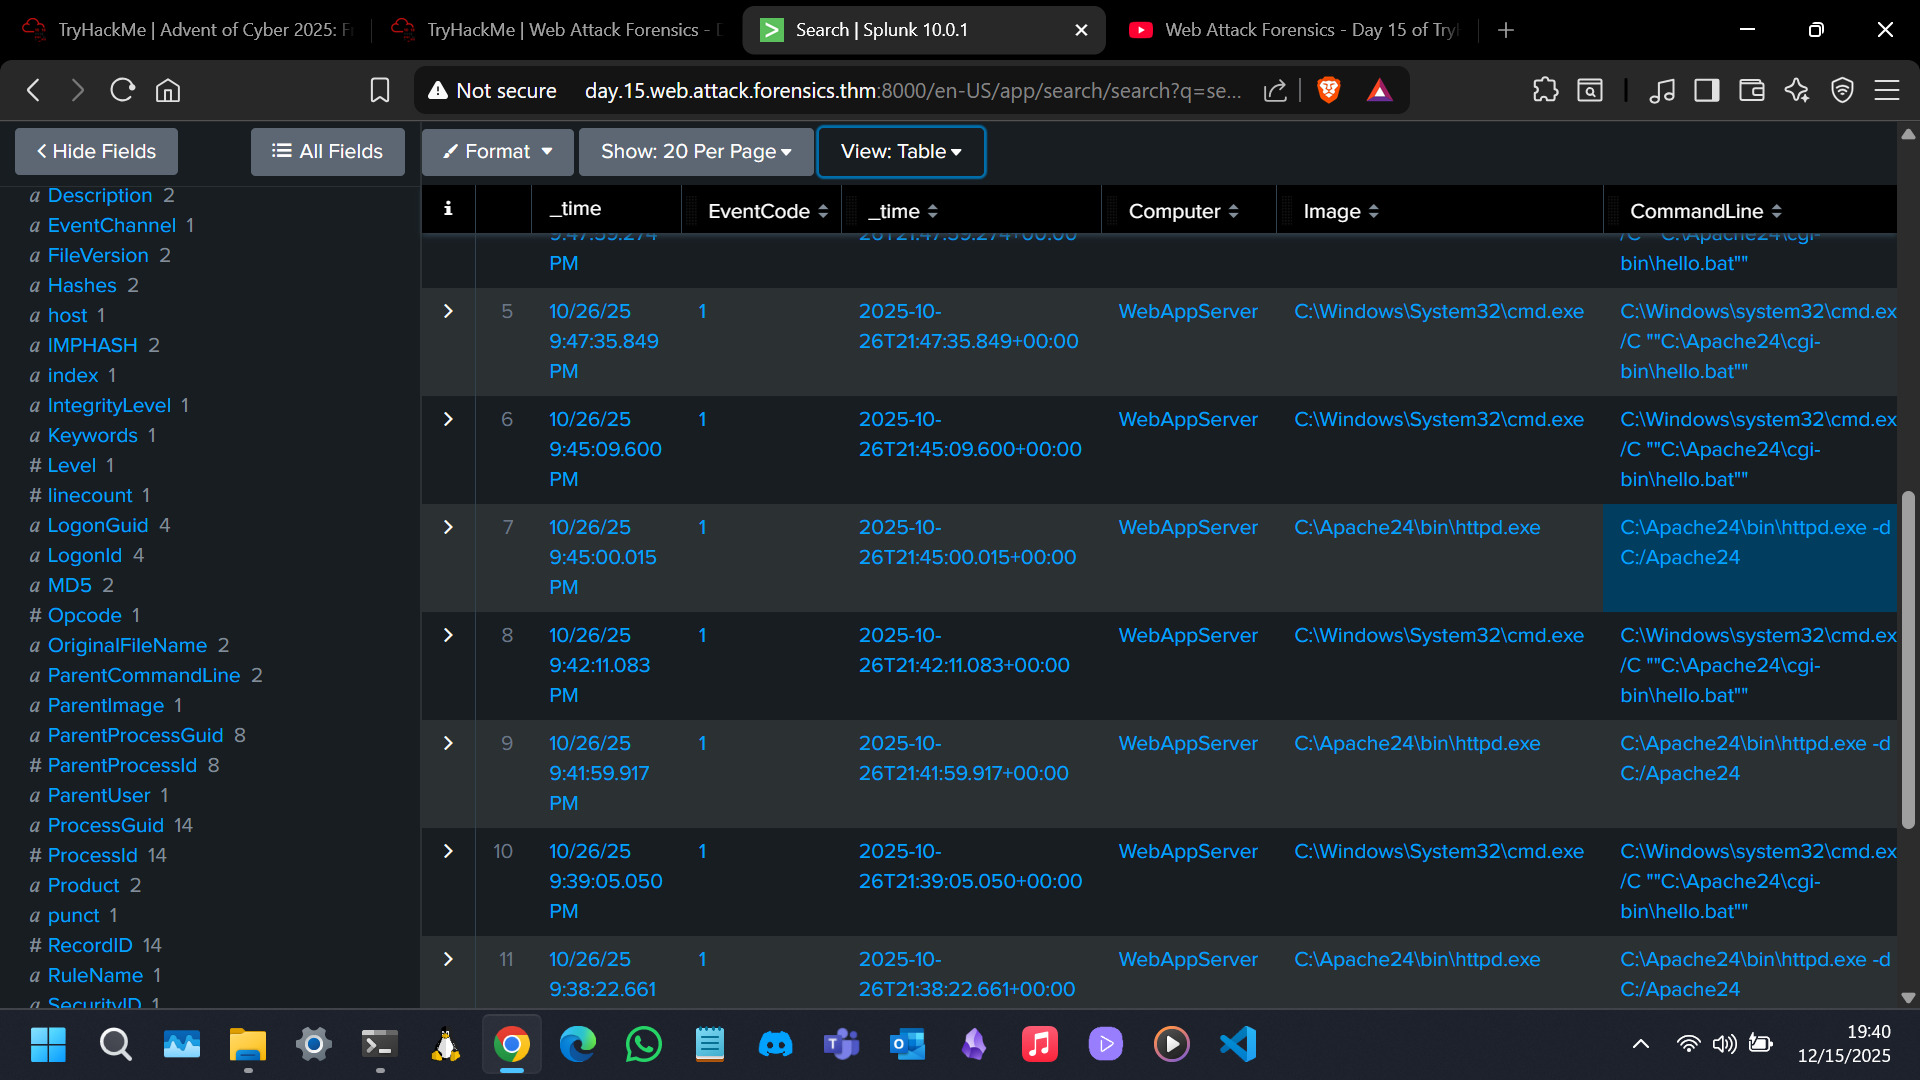 TryHackMe | Advent of Cyber 2025: F
TryHackMe | Web Attack Forensics - D
Search | Splunk 10.0.1
Web Attack Forensics - Day 15 of Try
Not secure day.15.web.attack.forensics.thm:8000/en-US/app/search/search?q=se...
Hide Fields
All Fields
Format
Show: 20 Per Page
View: Table
a Description 2
a EventChannel 1
a FileVersion 2
a Hashes 2
a host 1
a IMPHASH 2
a index 1
a IntegrityLevel 1
a Keywords 1
# Level 1
# linecount 1
a LogonGuid 4
a LogonId 4
a MD5 2
# Opcode 1
a OriginalFileName 2
a ParentCommandLine 2
a ParentImage 1
a ParentProcessGuid 8
# ParentProcessId 8
a ParentUser 1
a ProcessGuid 14
# ProcessId 14
a Product 2
a punct 1
# RecordID 14
a RuleName 1
a SecurityID 1
i _time EventCode _time Computer Image CommandLine
9:47:39.274 26T21:47:39.274+00:00 /C ""C:\Apache24\cgi-
PM bin\hello.bat""
5 10/26/25 1 2025-10- WebAppServer C:\Windows\System32\cmd.exe C:\Windows\system32\cmd.ex
9:47:35.849 26T21:47:35.849+00:00 /C ""C:\Apache24\cgi-
PM bin\hello.bat""
6 10/26/25 1 2025-10- WebAppServer C:\Windows\System32\cmd.exe C:\Windows\system32\cmd.ex
9:45:09.600 26T21:45:09.600+00:00 /C ""C:\Apache24\cgi-
PM bin\hello.bat""
7 10/26/25 1 2025-10- WebAppServer C:\Apache24\bin\httpd.exe C:\Apache24\bin\httpd.exe -d
9:45:00.015 26T21:45:00.015+00:00 C:/Apache24
PM
8 10/26/25 1 2025-10- WebAppServer C:\Windows\System32\cmd.exe C:\Windows\system32\cmd.ex
9:42:11.083 26T21:42:11.083+00:00 /C ""C:\Apache24\cgi-
PM bin\hello.bat""
9 10/26/25 1 2025-10- WebAppServer C:\Apache24\bin\httpd.exe C:\Apache24\bin\httpd.exe -d
9:41:59.917 26T21:41:59.917+00:00 C:/Apache24
PM
10 10/26/25 1 2025-10- WebAppServer C:\Windows\System32\cmd.exe C:\Windows\system32\cmd.ex
9:39:05.050 26T21:39:05.050+00:00 /C ""C:\Apache24\cgi-
PM bin\hello.bat""
11 10/26/25 1 2025-10- WebAppServer C:\Apache24\bin\httpd.exe C:\Apache24\bin\httpd.exe -d
9:38:22.661 26T21:38:22.661+00:00 C:/Apache24
19:40
12/15/2025